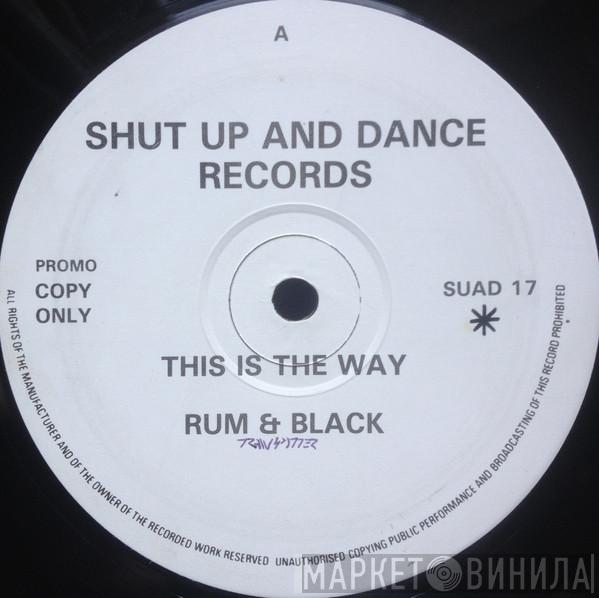 A
SHUT UP AND DANCE
RECORDS
PROMO
COPY
ONLY
SUAD 17
*
THIS IS THE WAY
RUM & BLACK
ALL RIGHTS OF THE MANUFACTURER AND OF THE OWNER OF THE RECORDED WORK RESERVED UNAUTHORISED COPYING PUBLIC PERFORMANCE AND BROADCASTING OF THIS RECORD PROHIBITED
МАРКЕТ ВИНИЛА